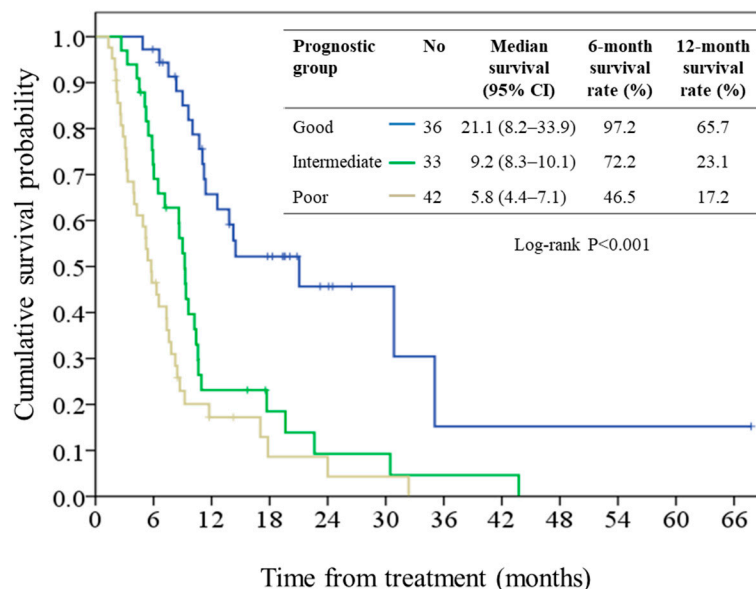 Prognostic group No Median survival (95% CI) 6-month survival rate (%) 12-month survival rate (%)
Good 36 21.1 (8.2–33.9) 97.2 65.7
Intermediate 33 9.2 (8.3–10.1) 72.2 23.1
Poor 42 5.8 (4.4–7.1) 46.5 17.2
Log-rank P<0.001
Cumulative survival probability
1.0
0.9
0.8
0.7
0.6
0.5
0.4
0.3
0.2
0.1
0.0
0 6 12 18 24 30 36 42 48 54 60 66
Time from treatment (months)